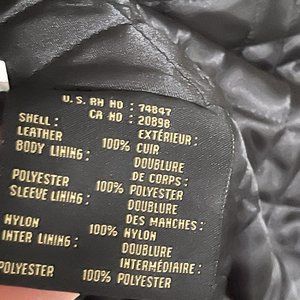 U.S. RN NO : 74847
CA NO : 20898
SHELL : EXTÉRIEUR :
LEATHER 100% CUIR
BODY LINING : DOUBLURE
DE CORPS :
POLYESTER 100% POLYESTER
SLEEVE LINING : DOUBLURE
DES MANCHES :
NYLON 100% NYLON
INTER LINING : DOUBLURE
INTERMÉDIAIRE :
POLYESTER 100% POLYESTER